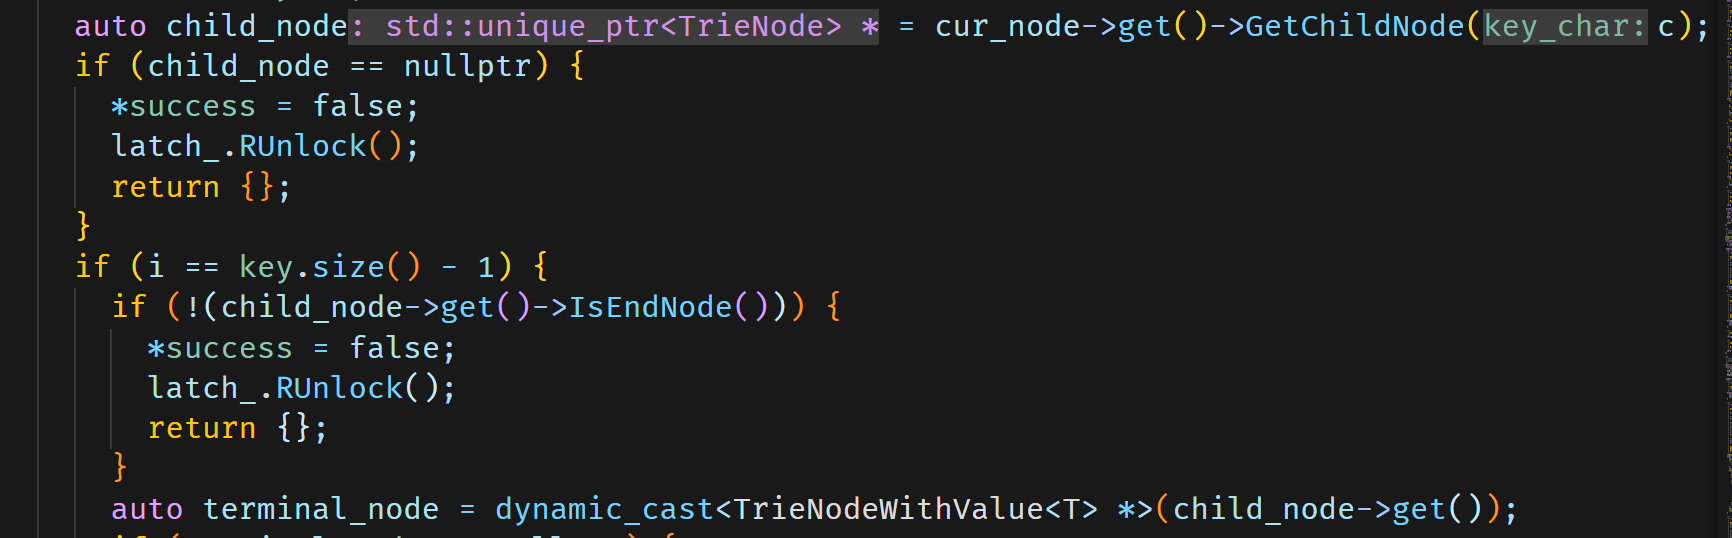 auto child_node: std::unique_ptr<TrieNode> * = cur_node->get()->GetChildNode(key_char: c);
if (child_node == nullptr) {
*success = false;
latch_.RUnlock();
return {};
}
if (i == key.size() - 1) {
if (!(child_node->get()->IsEndNode())) {
*success = false;
latch_.RUnlock();
return {};
}
auto terminal_node = dynamic_cast<TrieNodeWithValue<T> *>(child_node->get());